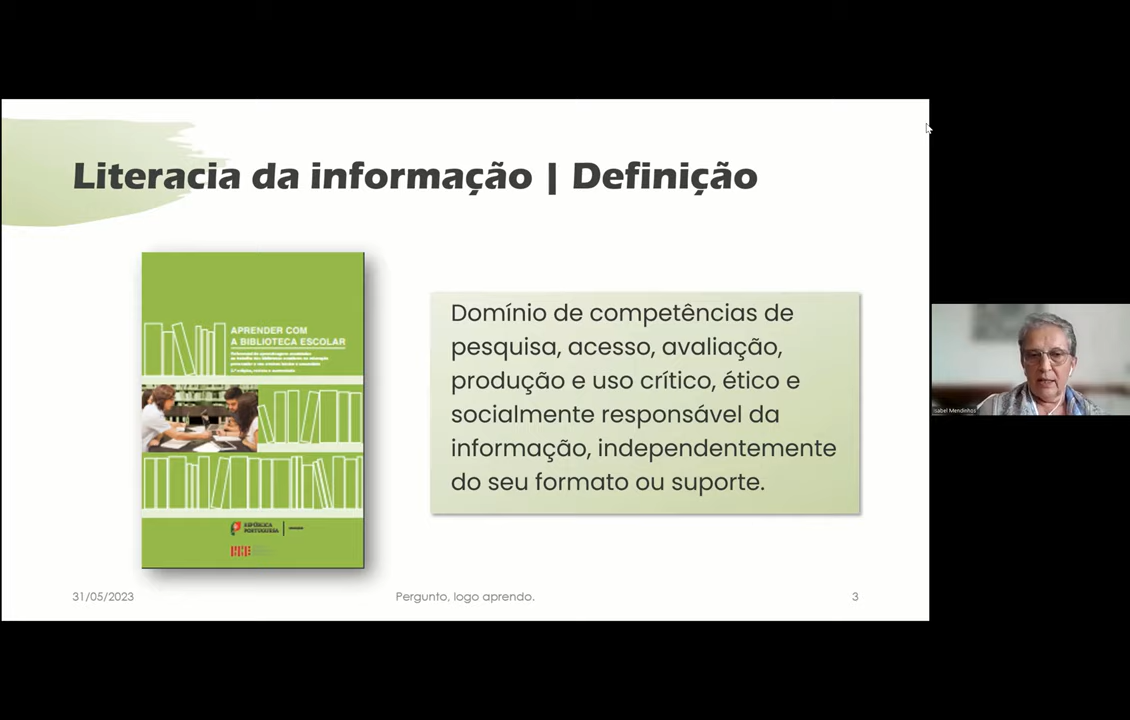 Literacia da informação | Definição
APRENDER COM
A BIBLIOTECA ESCOLAR
Domínio de competências de
pesquisa, acesso, avaliação,
produção e uso crítico, ético e
socialmente responsável da
informação, independentemente
do seu formato ou suporte.
REPÚBLICA
PORTUGUESA
Isabel Mendinhos
31/05/2023
Pergunto, logo aprendo.
3